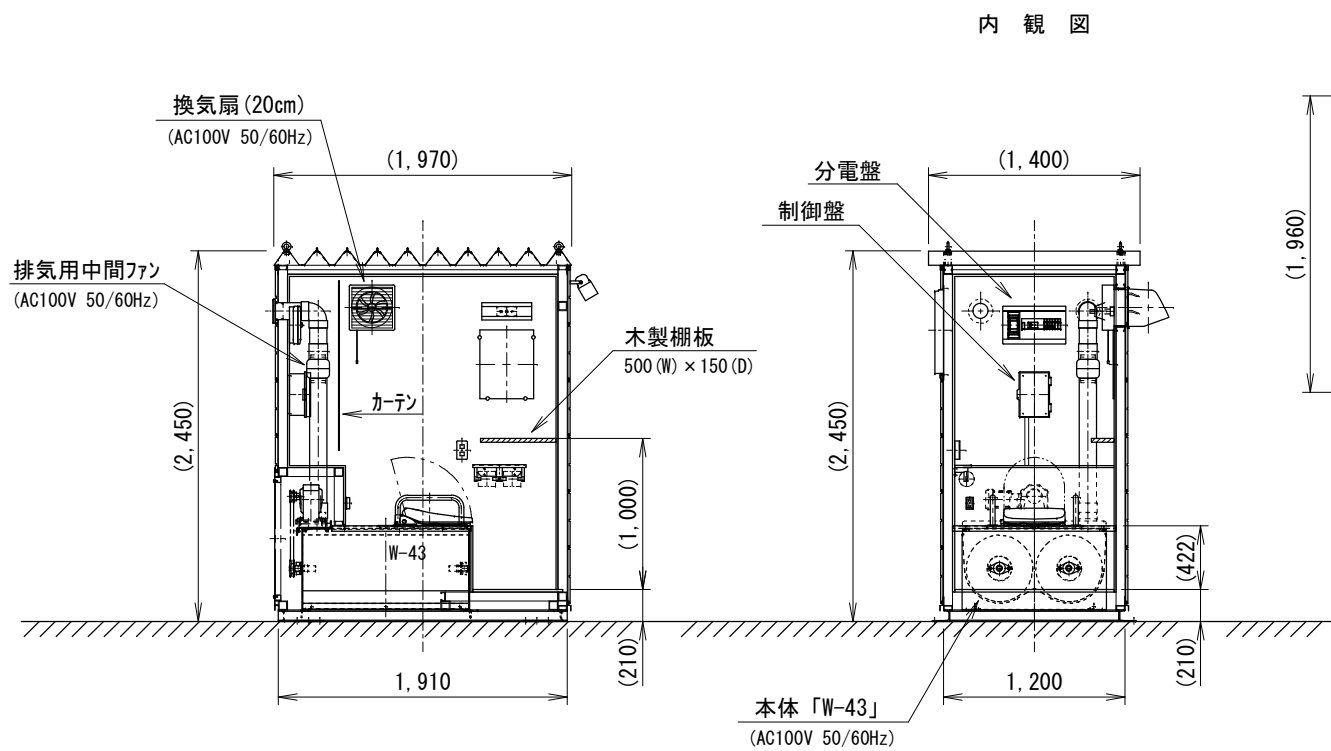 内 観 図
換気扇(20cm)
(AC100V 50/60Hz)
(1,970)
(1,400)
分電盤
制御盤
(1,960)
排気用中間ファン
(AC100V 50/60Hz)
木製棚板
500(W)×150(D)
カーテン
(2,450)
(2,450)
(1,000)
W-43
(422)
(210)
(210)
1,910
1,200
本体「W-43」
(AC100V 50/60Hz)